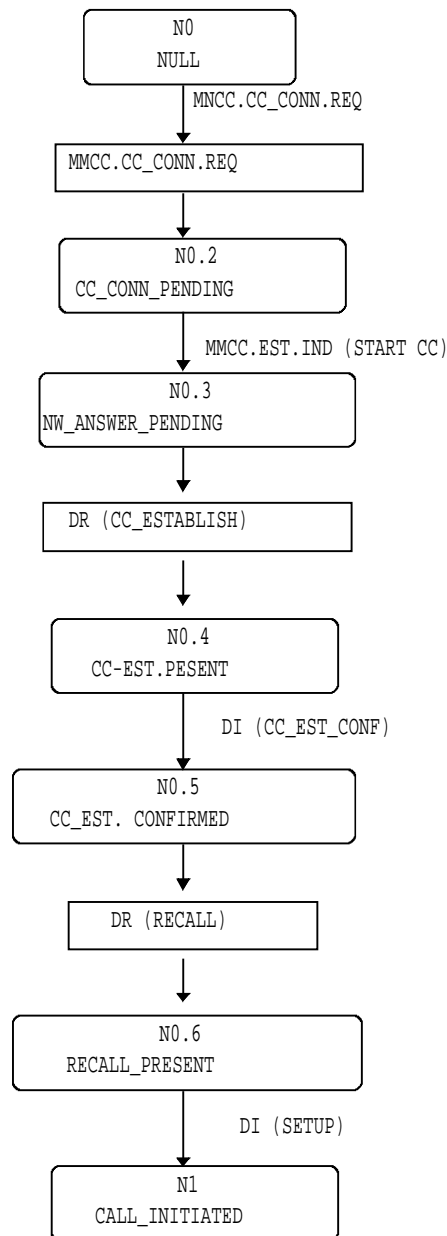 N0
NULL
MNCC.CC_CONN.REQ
MMCC.CC_CONN.REQ
N0.2
CC_CONN_PENDING
MMCC.EST.IND (START CC)
N0.3
NW_ANSWER_PENDING
DR (CC_ESTABLISH)
N0.4
CC-EST.PESENT
DI (CC_EST_CONF)
N0.5
CC_EST. CONFIRMED
DR (RECALL)
N0.6
RECALL_PRESENT
DI (SETUP)
N1
CALL_INITIATED